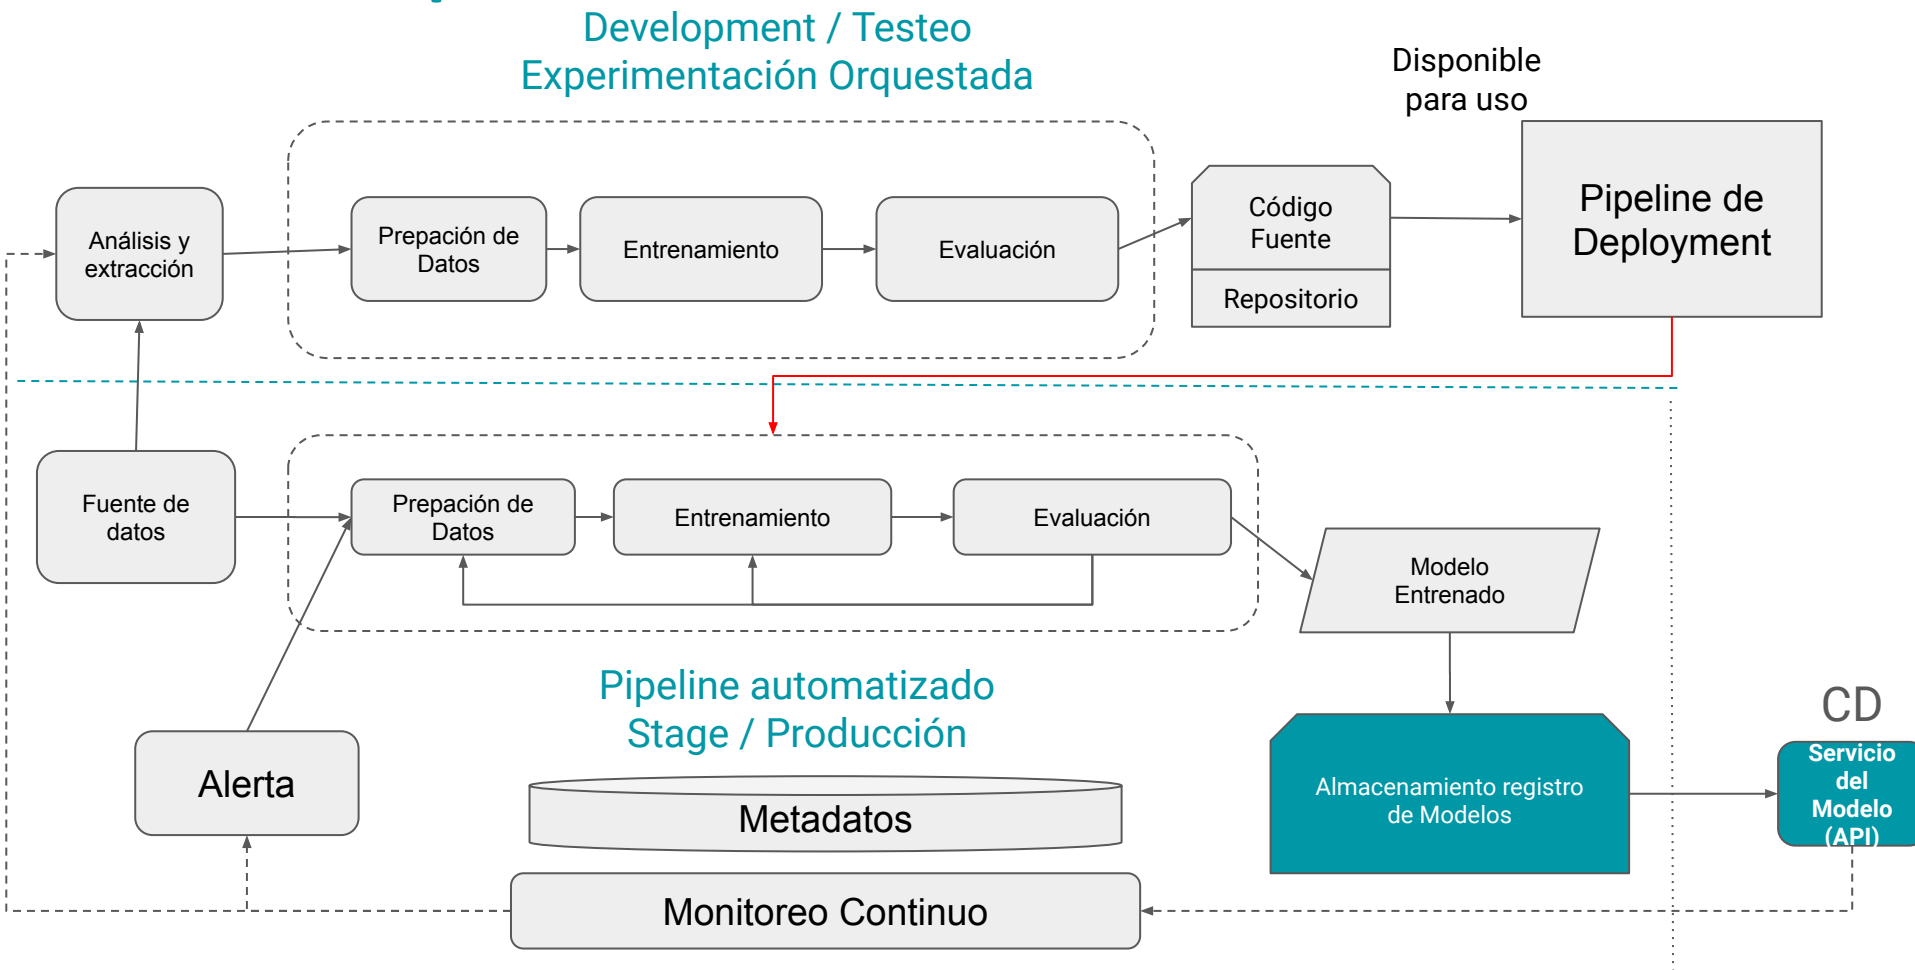 Development / Testeo
Experimentación Orquestada
Disponible
para uso
Análisis y
extracción
Prepación de
Datos
Entrenamiento
Evaluación
Código
Fuente
Repositorio
Pipeline de
Deployment
Fuente de
datos
Prepación de
Datos
Entrenamiento
Evaluación
Modelo
Entrenado
Pipeline automatizado
Stage / Producción
Alerta
Metadatos
Monitoreo Continuo
Almacenamiento registro
de Modelos
CD
Servicio
del
Modelo
(API)